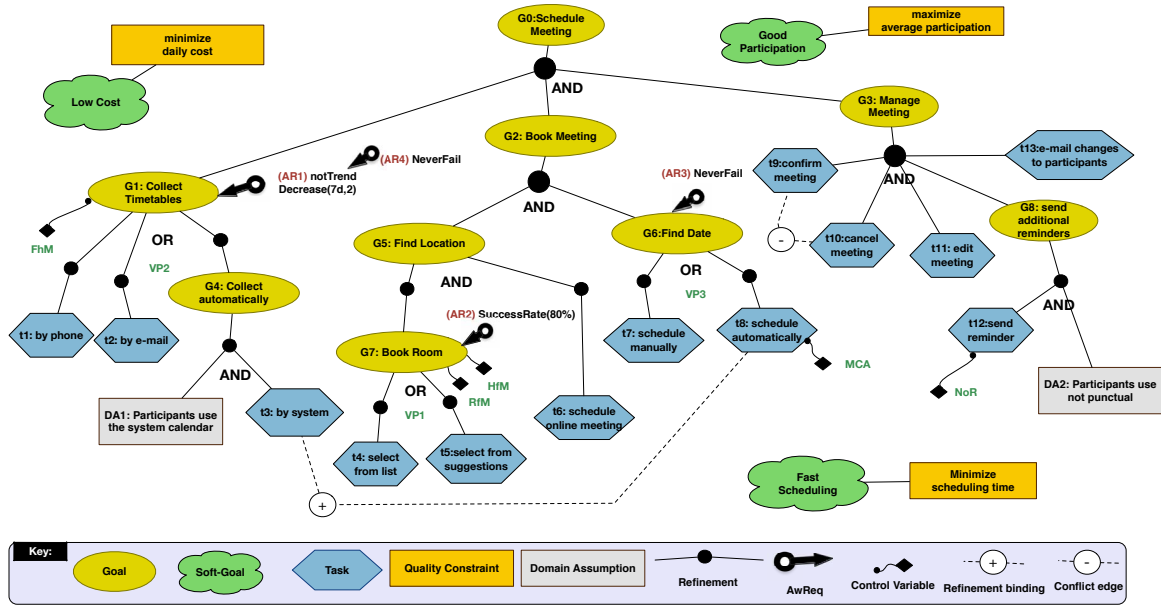 G0:Schedule
Meeting
maximize
average participation
Good
Participation
minimize
daily cost
Low Cost
AND
G3: Manage
Meeting
G2: Book Meeting
t13:e-mail changes
to participants
(AR4) NeverFail
(AR1) notTrend
Decrease(7d,2)
G1: Collect
Timetables
(AR3) NeverFail
t9:confirm
meeting
AND
AND
G8: send
additional
reminders
FhM
OR
VP2
G5: Find Location
G6:Find Date
-
t10:cancel
meeting
t11: edit
meeting
AND
OR
VP3
G4: Collect
automatically
(AR2) SuccessRate(80%)
AND
t1: by phone
t2: by e-mail
t7: schedule
manually
t8: schedule
automatically
t12:send
reminder
G7: Book Room
MCA
AND
OR
VP1
HfM
RfM
NoR
DA2: Participants use
not punctual
DA1: Participants use
the system calendar
t3: by system
t6: schedule
online meeting
t4: select
from list
t5:select from
suggestions
+
Fast
Scheduling
Minimize
scheduling time
Key:
Goal
Soft-Goal
Task
Quality Constraint
Domain Assumption
Refinement
AwReq
Control Variable
+
Refinement binding
-
Conflict edge